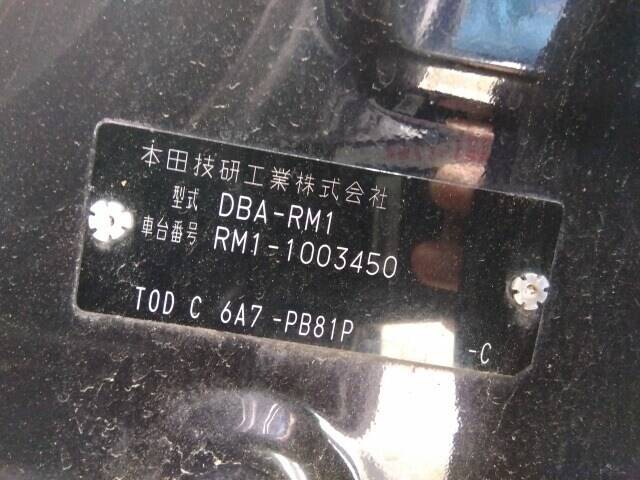 本田技研工業株式会社
型式 DBA-RM1
車台番号 RM1-1003450
TOD C 6A7-PB81P -C